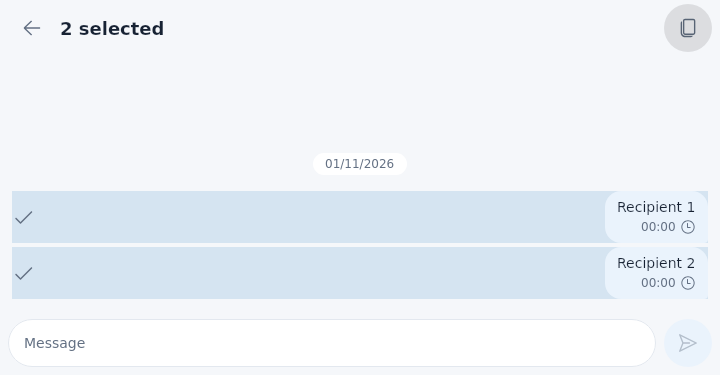 2 selected
01/11/2026
Recipient 1
00:00
Recipient 2
00:00
Message